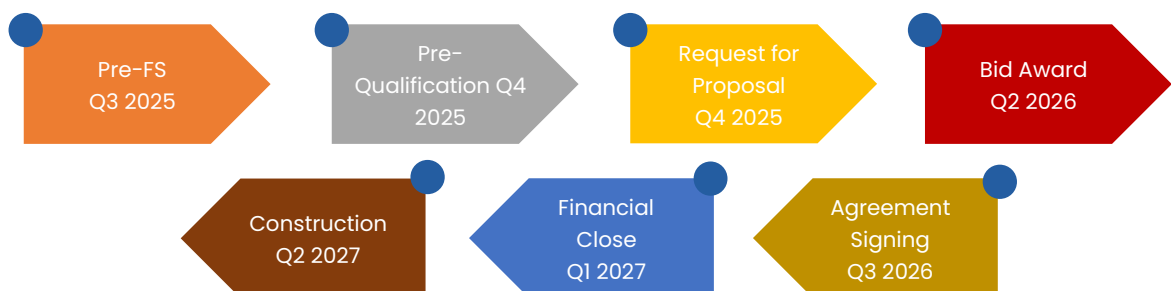 Pre-FS
Q3 2025
Pre-
Qualification Q4
2025
Request for
Proposal
Q4 2025
Bid Award
Q2 2026
Construction
Q2 2027
Financial
Close
Q1 2027
Agreement
Signing
Q3 2026